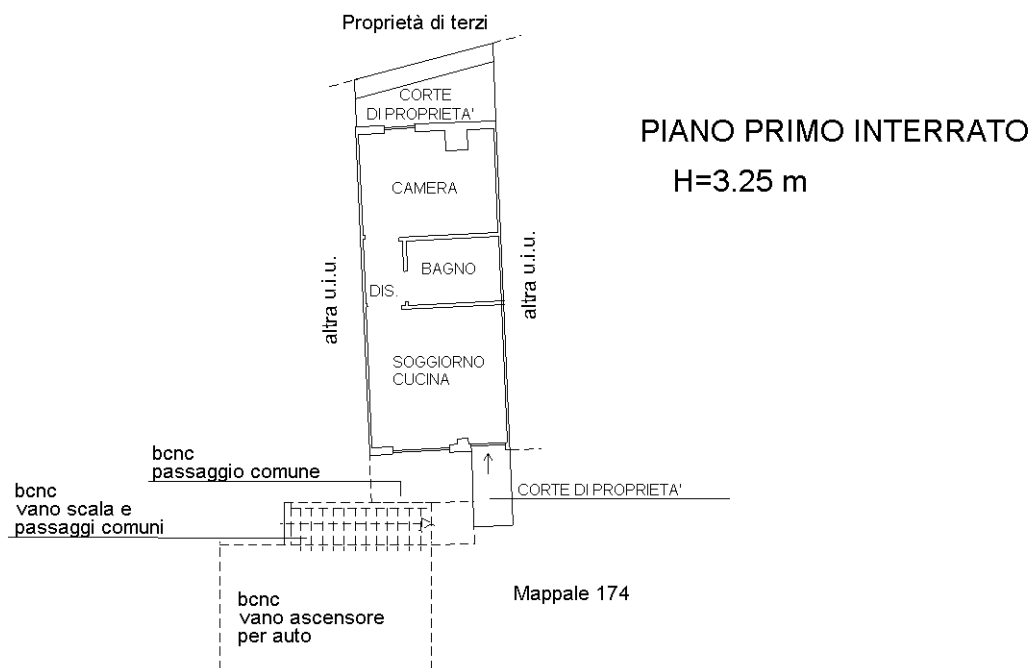 Proprietà di terzi
CORTE
DI PROPRIETA'
PIANO PRIMO INTERRATO
H=3.25 m
CAMERA
altra u.i.u.
altra u.i.u.
BAGNO
DIS.
SOGGIORNO
CUCINA
bcnc
passaggio comune
bcnc
vano scala e
passaggi comuni
CORTE DI PROPRIETA'
bcnc
vano ascensore
per auto
Mappale 174